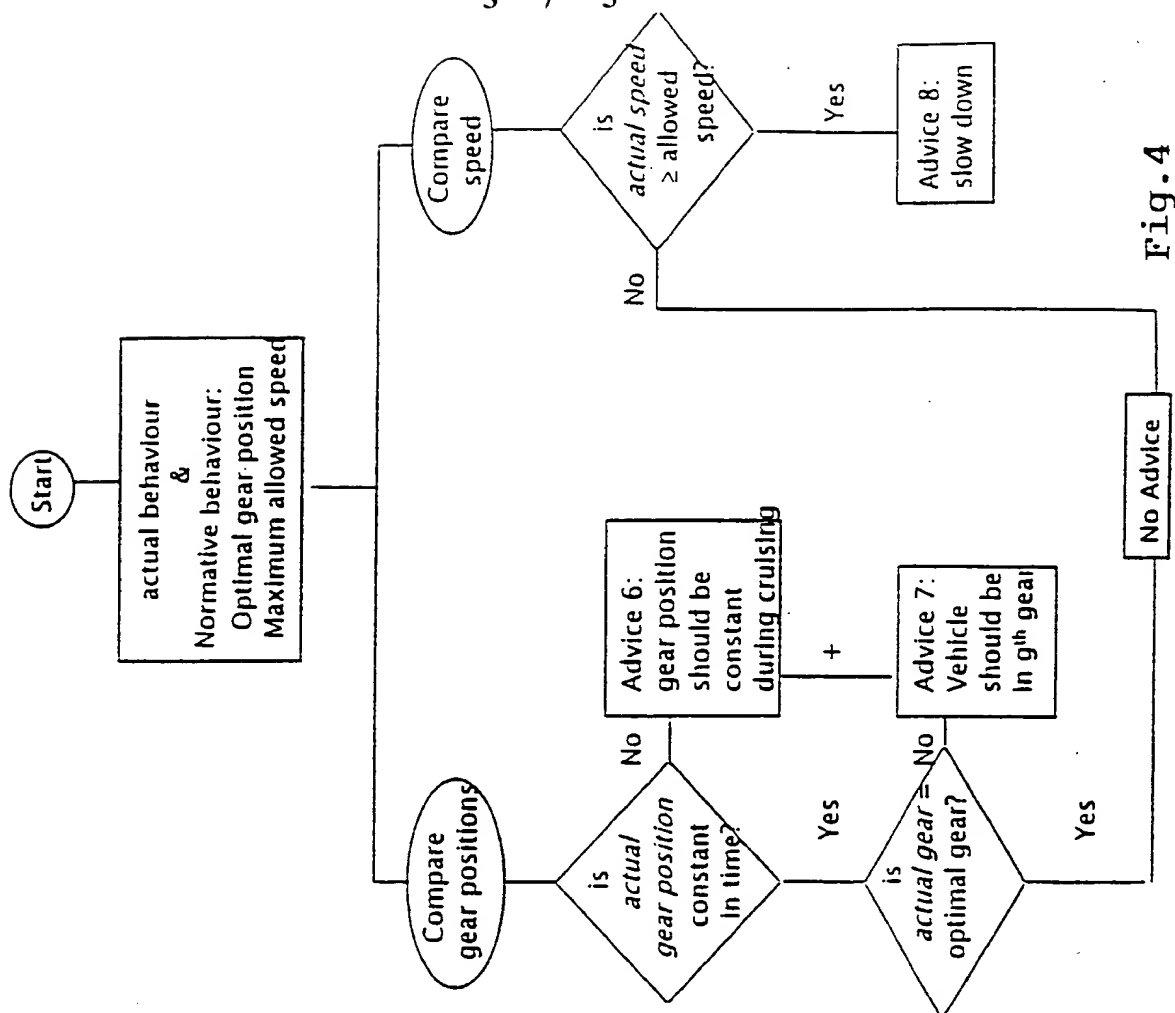 Start
actual behaviour
&
Normative behaviour:
Optimal gear position
Maximum allowed speed
Compare
gear positions
is
actual
gear position
constant
in time?
No
Advice 6:
gear position
should be
constant
during cruising
+
Yes
is
actual gear =
optimal gear?
No
Advice 7:
Vehicle
should be
in gth gear
Yes
No Advice
Compare
speed
is
actual speed
≥ allowed
speed?
No
Yes
Advice 8:
slow down
Fig.4